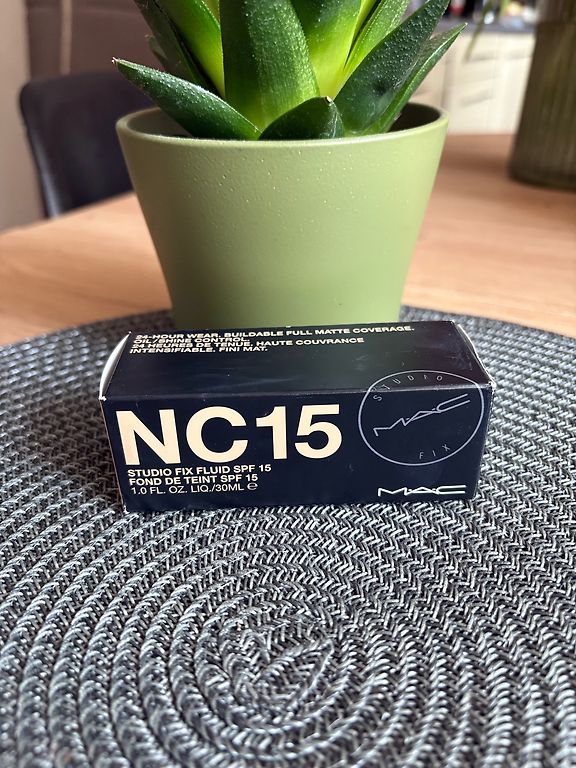 24-HOUR WEAR. BUILDABLE FULL MATTE COVERAGE.
OIL/SHINE CONTROL.
24 HEURES DE TENUE. HAUTE COUVRANCE
INTENSIFIABLE. FINI MAT.
NC15
STUDIO FIX FLUID SPF 15
FOND DE TEINT SPF 15
1.0 FL. OZ. LIQ./30ML ℮
STUDIO
MAC
FIX
MAC